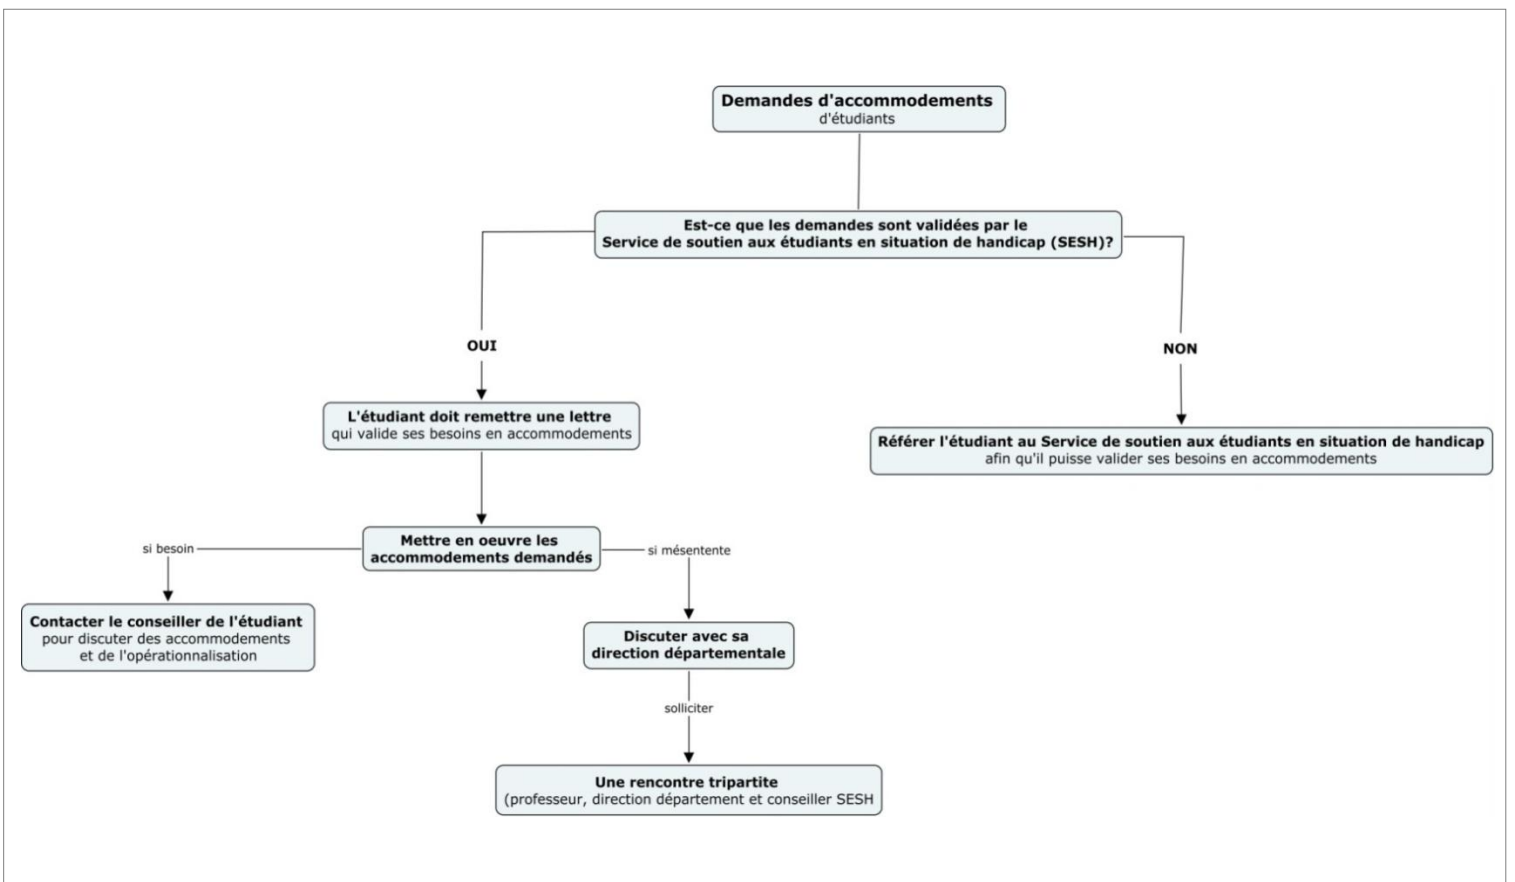 Demandes d'accommodements
d'étudiants
Est-ce que les demandes sont validées par le
Service de soutien aux étudiants en situation de handicap (SESH)?
OUI
NON
L'étudiant doit remettre une lettre
qui valide ses besoins en accommodements
Référer l'étudiant au Service de soutien aux étudiants en situation de handicap
afin qu'il puisse valider ses besoins en accommodements
Mettre en oeuvre les
accommodements demandés
si besoin
si mésentente
Contacter le conseiller de l'étudiant
pour discuter des accommodements
et de l'opérationnalisation
Discuter avec sa
direction départementale
solliciter
Une rencontre tripartite
(professeur, direction département et conseiller SESH